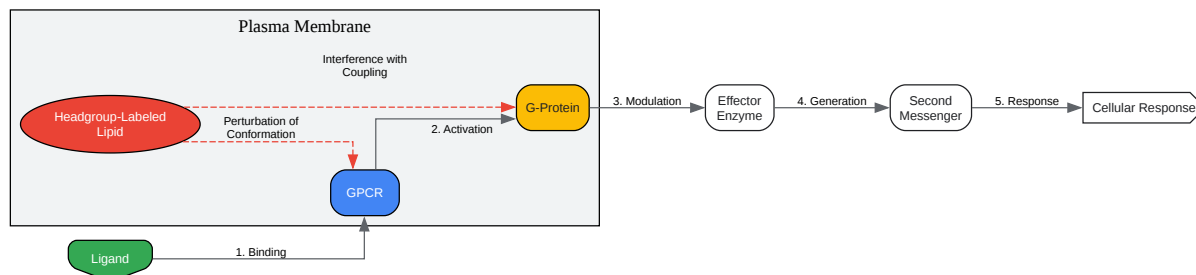 Plasma Membrane
Interference with
Coupling
Headgroup-Labeled
Lipid
Perturbation of
Conformation
2. Activation
G-Protein
3. Modulation
Effector
Enzyme
4. Generation
Second
Messenger
5. Response
Cellular Response
GPCR
Ligand
1. Binding